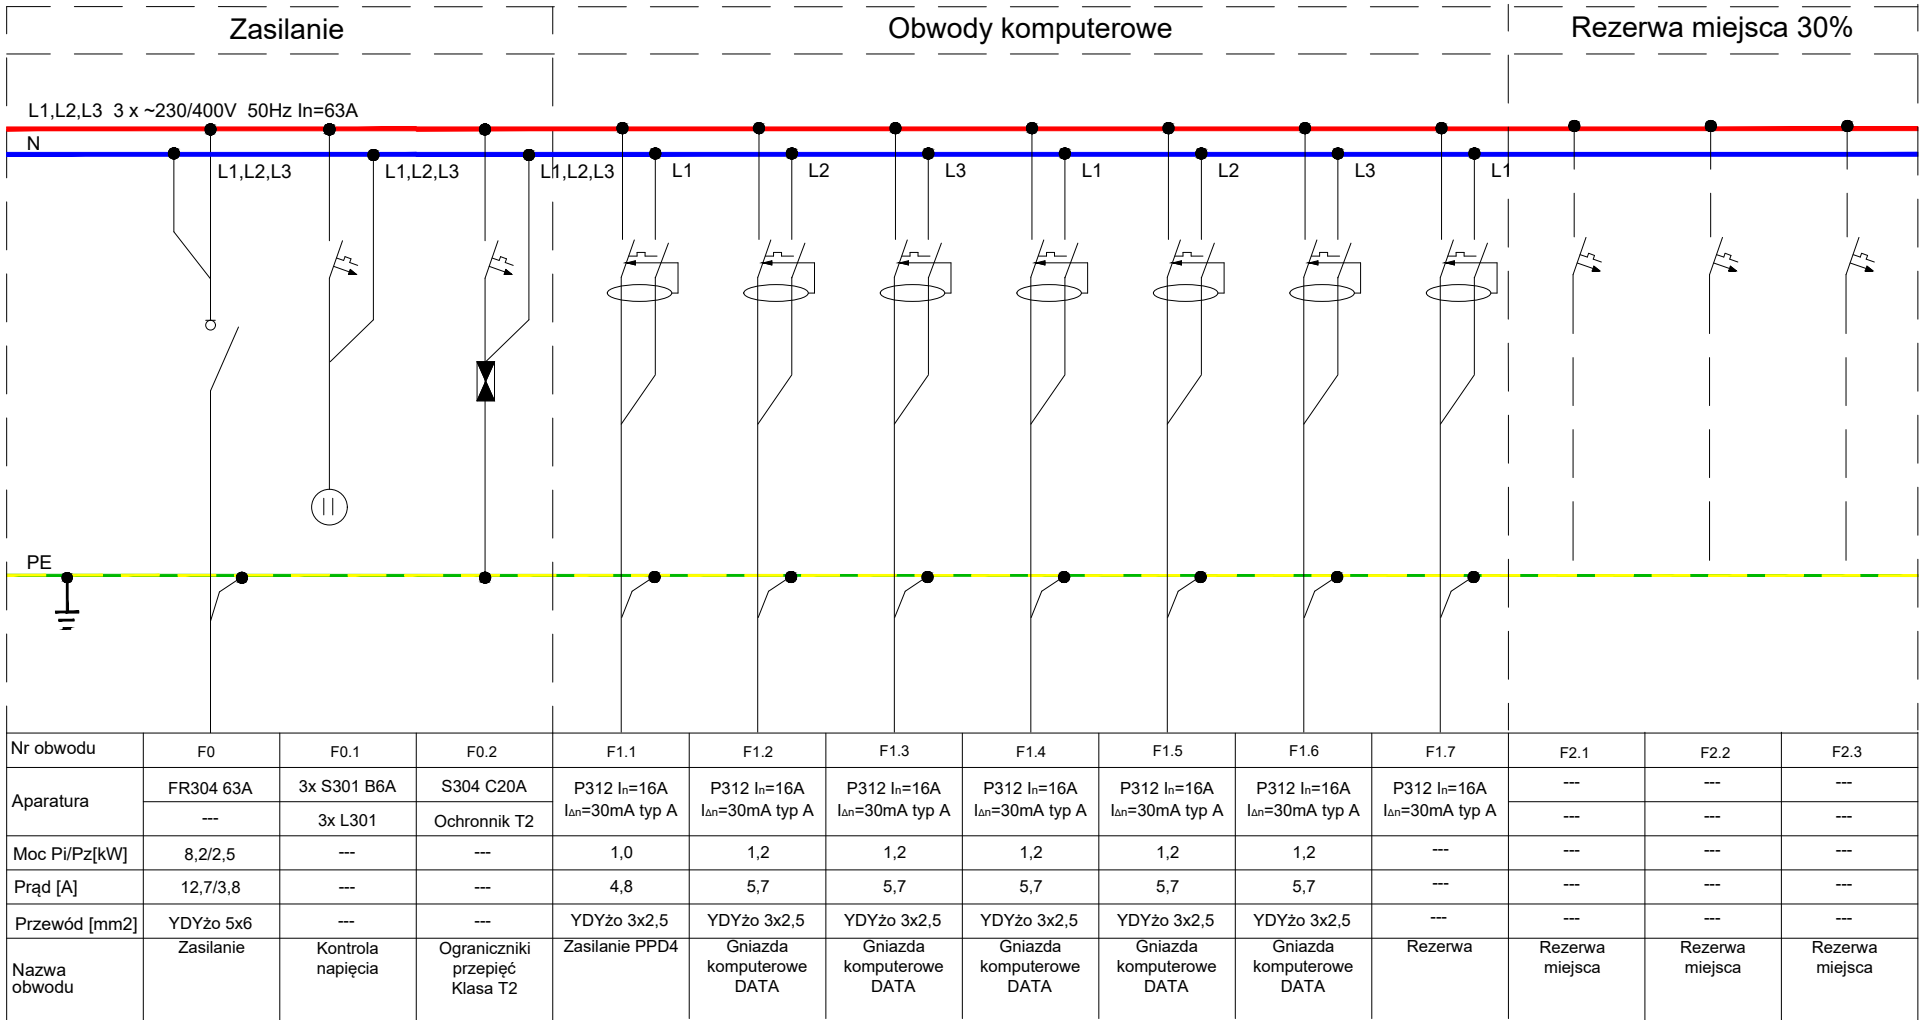 Zasilanie
Obwody komputerowe
Rezerwa miejsca 30%
L1,L2,L3 3 x ~230/400V 50Hz In=63A
N
L1,L2,L3
L1,L2,L3
L1,L2,L3
L1
L2
L3
L1
L2
L3
L1
PE
Nr obwodu F0 F0.1 F0.2 F1.1 F1.2 F1.3 F1.4 F1.5 F1.6 F1.7 F2.1 F2.2 F2.3
Aparatura
FR304 63A 3x S301 B6A S304 C20A P312 In=16A P312 In=16A P312 In=16A P312 In=16A P312 In=16A P312 In=16A P312 In=16A --- --- ---
--- 3x L301 Ochronnik T2 IΔn=30mA typ A IΔn=30mA typ A IΔn=30mA typ A IΔn=30mA typ A IΔn=30mA typ A IΔn=30mA typ A IΔn=30mA typ A --- --- ---
Moc Pi/Pz[kW] 8,2/2,5 --- --- 1,0 1,2 1,2 1,2 1,2 1,2 --- --- --- ---
Prąd [A] 12,7/3,8 --- --- 4,8 5,7 5,7 5,7 5,7 5,7 --- --- --- ---
Przewód [mm2] YDYżo 5x6 --- --- YDYżo 3x2,5 YDYżo 3x2,5 YDYżo 3x2,5 YDYżo 3x2,5 YDYżo 3x2,5 YDYżo 3x2,5 --- --- --- ---
Nazwa
obwodu
Zasilanie
Kontrola
napięcia
Ograniczniki
przepięć
Klasa T2
Zasilanie PPD4
Gniazda
komputerowe
DATA
Gniazda
komputerowe
DATA
Gniazda
komputerowe
DATA
Gniazda
komputerowe
DATA
Gniazda
komputerowe
DATA
Rezerwa
Rezerwa
miejsca
Rezerwa
miejsca
Rezerwa
miejsca